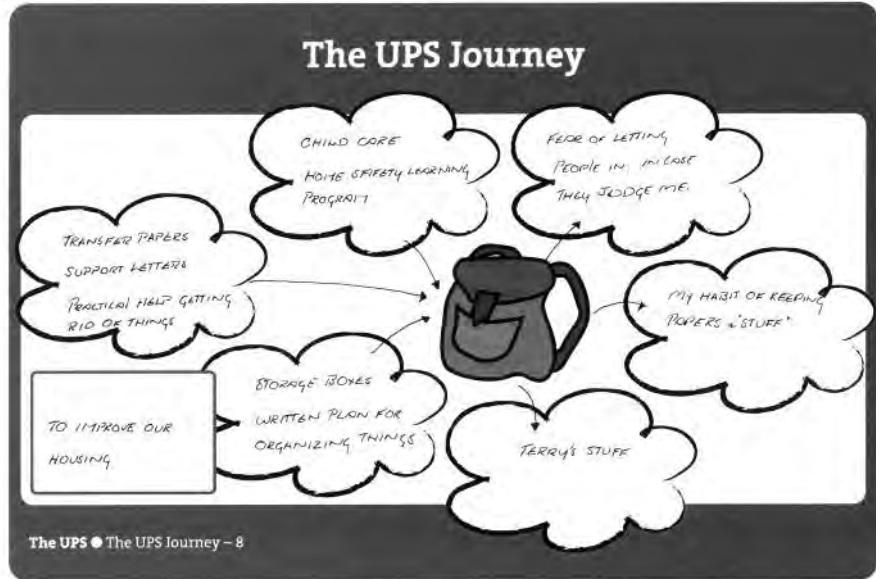 The UPS Journey
CHILD CARE
HOME SAFETY LEARNING
PROGRAM
FEAR OF LETTING
PEOPLE IN IN CASE
THEY JUDGE ME.
TRANSFER PAPERS
SUPPORT LETTERS
PRACTICAL HELP GETTING
RID OF THINGS
MY HABIT OF KEEPING
PAPERS & "STUFF"
STORAGE BOXES
WRITTEN PLAN FOR
ORGANIZING THINGS
TO IMPROVE OUR
HOUSING
TERRY'S STUFF
The UPS ● The UPS Journey – 8